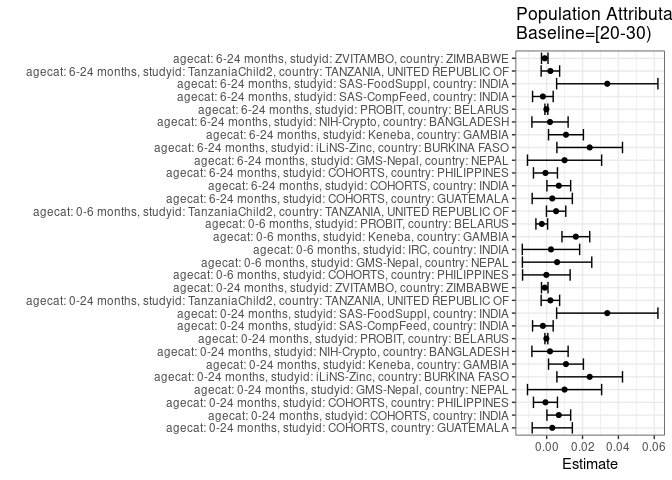 Population Attributa
Baseline=[20-30)
agecat: 6-24 months, studyid: ZVITAMBO, country: ZIMBABWE
agecat: 6-24 months, studyid: TanzaniaChild2, country: TANZANIA, UNITED REPUBLIC OF
agecat: 6-24 months, studyid: SAS-FoodSuppl, country: INDIA
agecat: 6-24 months, studyid: SAS-CompFeed, country: INDIA
agecat: 6-24 months, studyid: PROBIT, country: BELARUS
agecat: 6-24 months, studyid: NIH-Crypto, country: BANGLADESH
agecat: 6-24 months, studyid: Keneba, country: GAMBIA
agecat: 6-24 months, studyid: iLiNS-Zinc, country: BURKINA FASO
agecat: 6-24 months, studyid: GMS-Nepal, country: NEPAL
agecat: 6-24 months, studyid: COHORTS, country: PHILIPPINES
agecat: 6-24 months, studyid: COHORTS, country: INDIA
agecat: 6-24 months, studyid: COHORTS, country: GUATEMALA
agecat: 0-6 months, studyid: TanzaniaChild2, country: TANZANIA, UNITED REPUBLIC OF
agecat: 0-6 months, studyid: PROBIT, country: BELARUS
agecat: 0-6 months, studyid: Keneba, country: GAMBIA
agecat: 0-6 months, studyid: IRC, country: INDIA
agecat: 0-6 months, studyid: GMS-Nepal, country: NEPAL
agecat: 0-6 months, studyid: COHORTS, country: PHILIPPINES
agecat: 0-24 months, studyid: ZVITAMBO, country: ZIMBABWE
agecat: 0-24 months, studyid: TanzaniaChild2, country: TANZANIA, UNITED REPUBLIC OF
agecat: 0-24 months, studyid: SAS-FoodSuppl, country: INDIA
agecat: 0-24 months, studyid: SAS-CompFeed, country: INDIA
agecat: 0-24 months, studyid: PROBIT, country: BELARUS
agecat: 0-24 months, studyid: NIH-Crypto, country: BANGLADESH
agecat: 0-24 months, studyid: Keneba, country: GAMBIA
agecat: 0-24 months, studyid: iLiNS-Zinc, country: BURKINA FASO
agecat: 0-24 months, studyid: GMS-Nepal, country: NEPAL
agecat: 0-24 months, studyid: COHORTS, country: PHILIPPINES
agecat: 0-24 months, studyid: COHORTS, country: INDIA
agecat: 0-24 months, studyid: COHORTS, country: GUATEMALA
0.00 0.02 0.04 0.06
Estimate